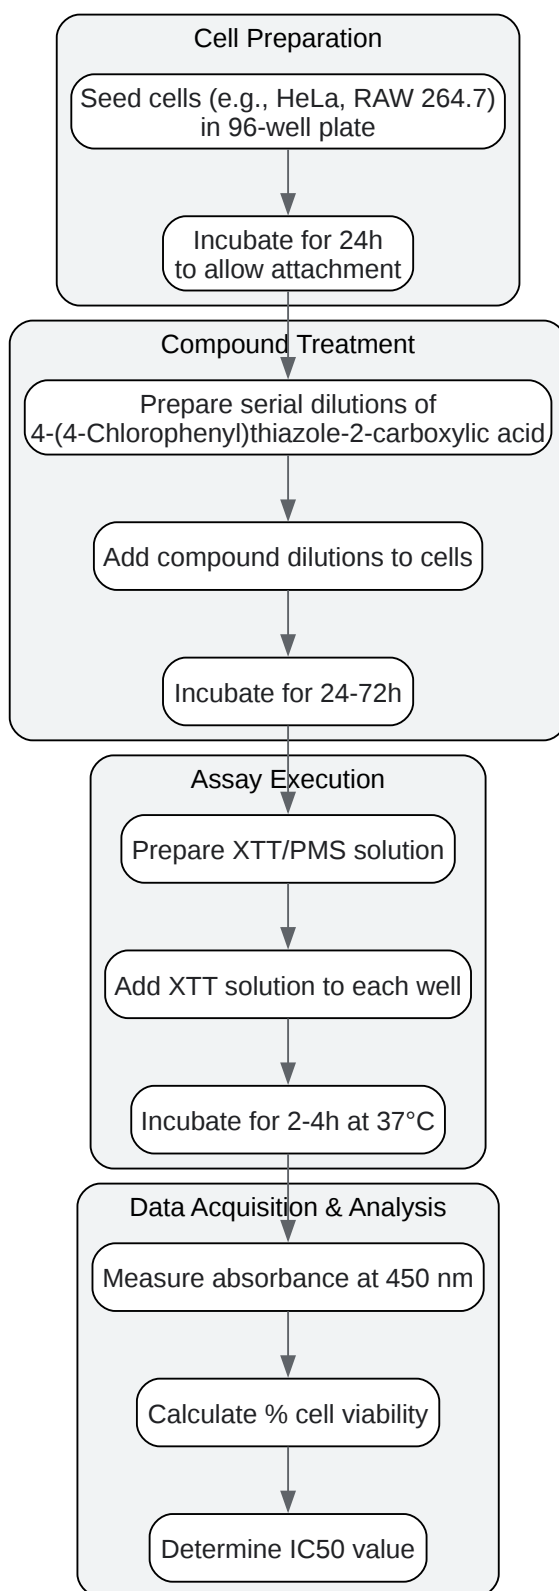 Cell Preparation
Seed cells (e.g., HeLa, RAW 264.7)
in 96-well plate
Incubate for 24h
to allow attachment
Compound Treatment
Prepare serial dilutions of
4-(4-Chlorophenyl)thiazole-2-carboxylic acid
Add compound dilutions to cells
Incubate for 24-72h
Assay Execution
Prepare XTT/PMS solution
Add XTT solution to each well
Incubate for 2-4h at 37°C
Data Acquisition & Analysis
Measure absorbance at 450 nm
Calculate % cell viability
Determine IC50 value